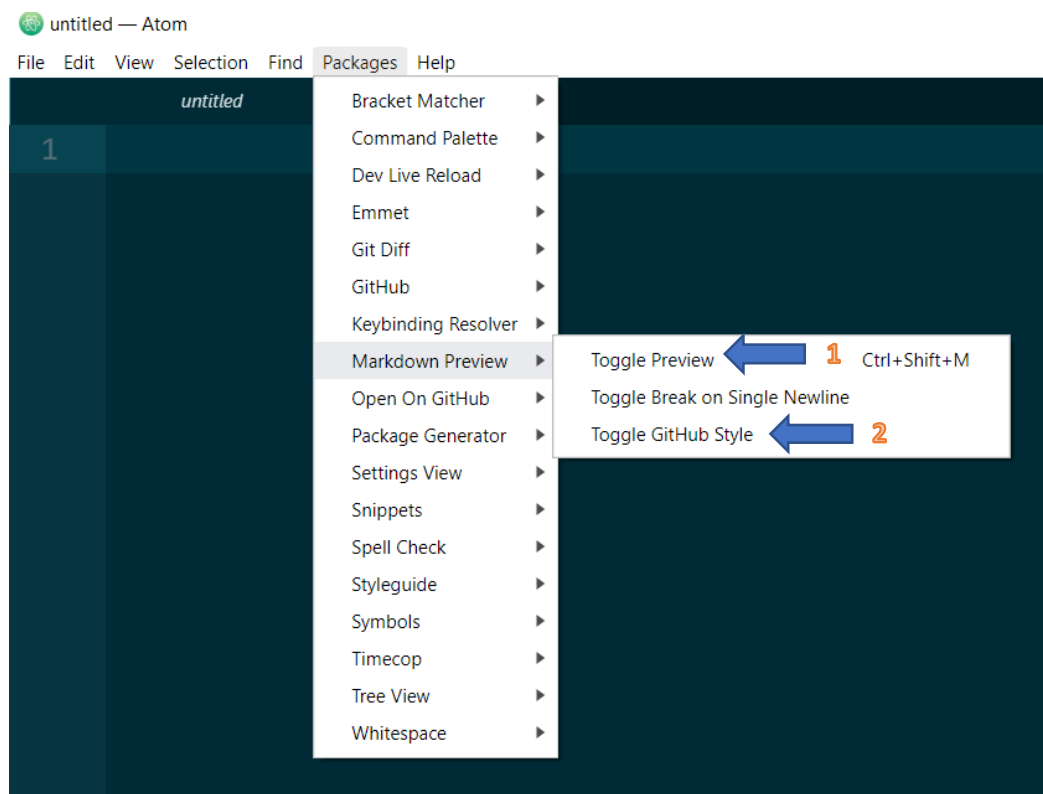 untitled — Atom
File Edit View Selection Find Packages Help
untitled
1
Bracket Matcher
Command Palette
Dev Live Reload
Emmet
Git Diff
GitHub
Keybinding Resolver
Markdown Preview
Open On GitHub
Package Generator
Settings View
Snippets
Spell Check
Styleguide
Symbols
Timecop
Tree View
Whitespace
Toggle Preview 1 Ctrl+Shift+M
Toggle Break on Single Newline
Toggle GitHub Style 2